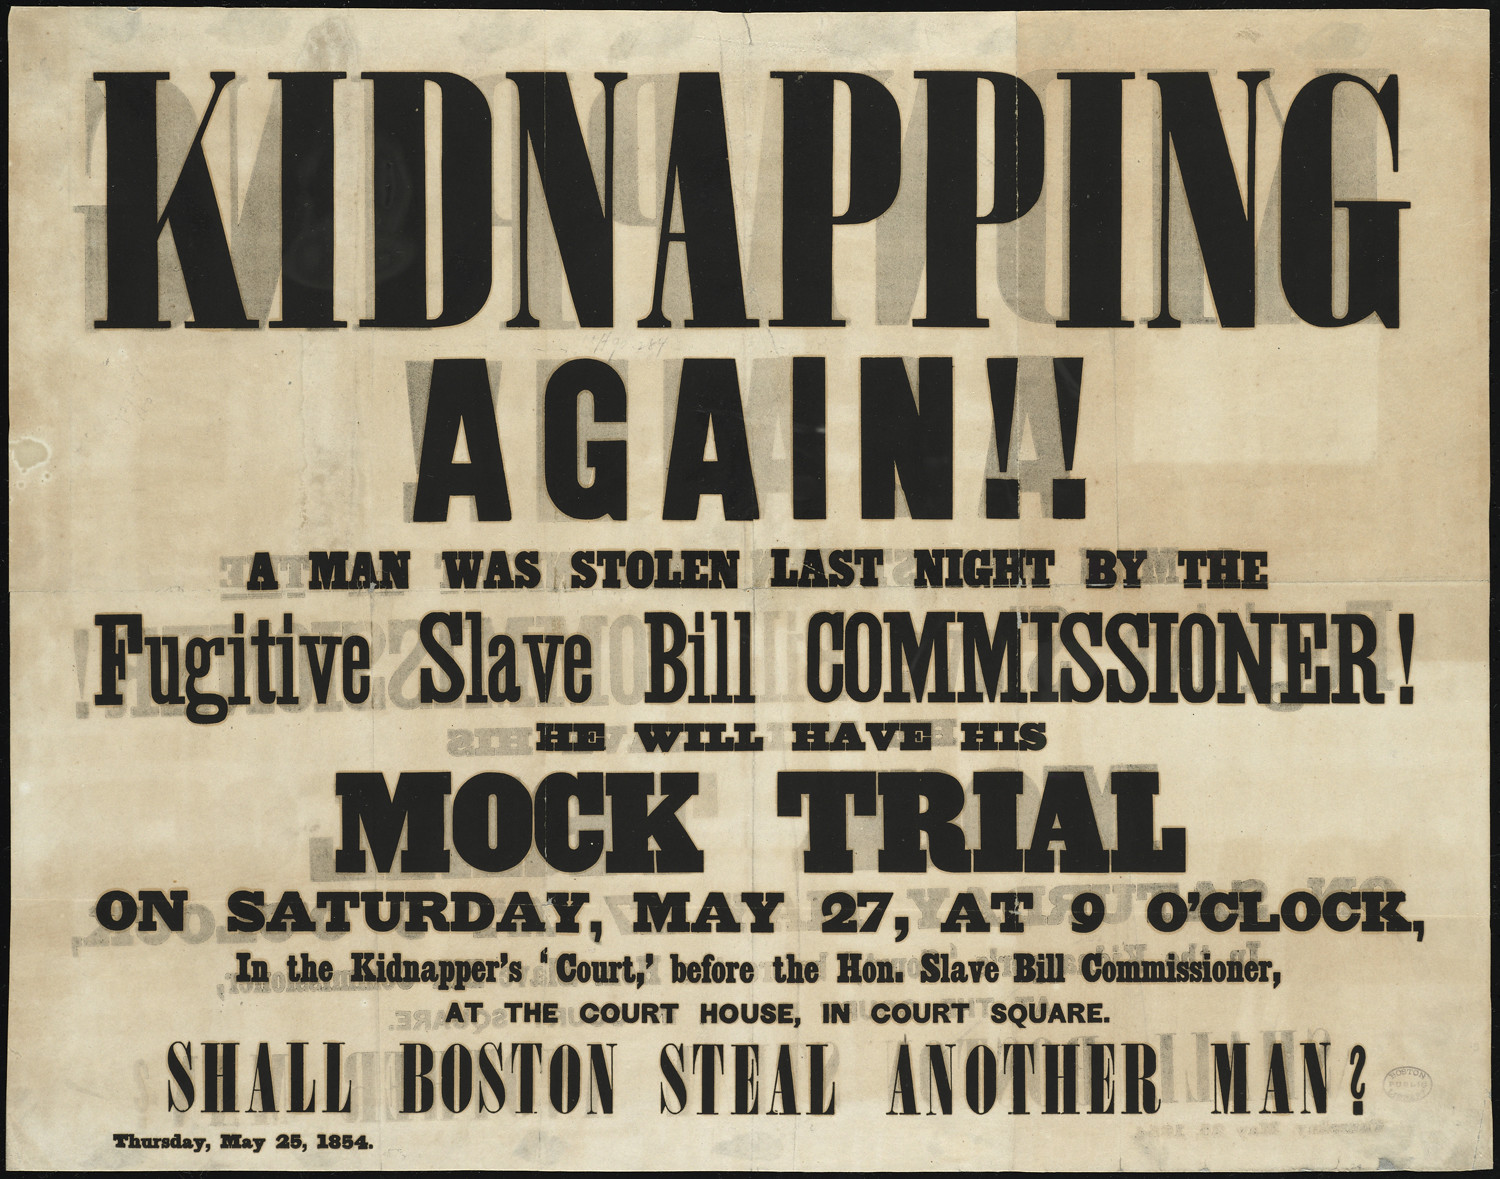 KIDNAPPING
AGAIN!!
A MAN WAS STOLEN LAST NIGHT BY THE
Fugitive Slave Bill COMMISSIONER!
HE WILL HAVE HIS
MOCK TRIAL
ON SATURDAY, MAY 27, AT 9 O'CLOCK,
In the Kidnapper's 'Court,' before the Hon. Slave Bill Commissioner,
AT THE COURT HOUSE, IN COURT SQUARE.
SHALL BOSTON STEAL ANOTHER MAN?
Thursday, May 25, 1854.
BOSTON
PUBLIC